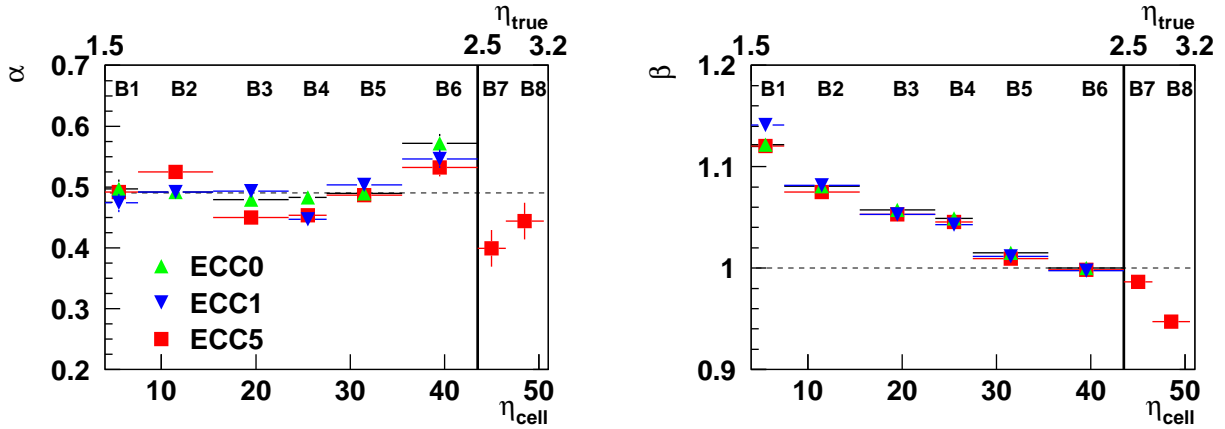 η_true
1.5 2.5 3.2
α
0.7
0.6
0.5
0.4
0.3
0.2
B1 B2 B3 B4 B5 B6 B7 B8
ECC0
ECC1
ECC5
10 20 30 40 50
η_cell
η_true
1.5 2.5 3.2
β
1.2
1.1
1
0.9
B1 B2 B3 B4 B5 B6 B7 B8
10 20 30 40 50
η_cell